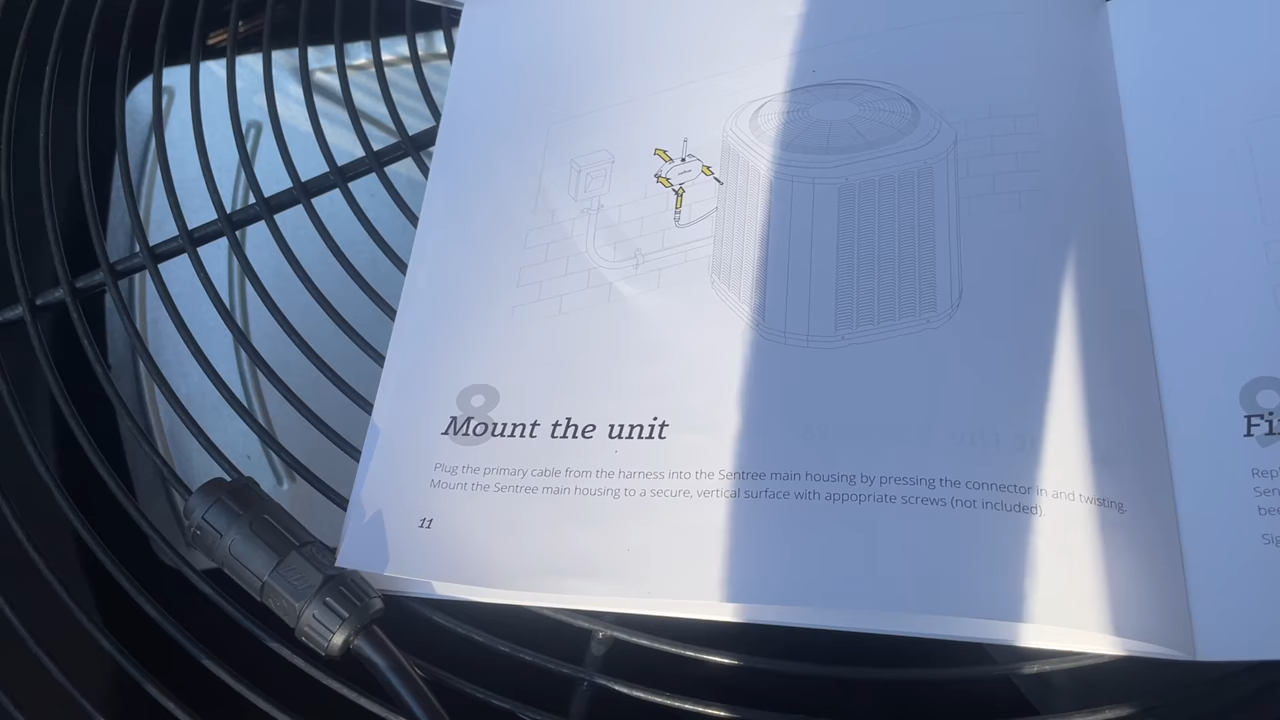 8
Mount the unit
Plug the primary cable from the harness into the Sentree main housing by pressing the connector in and twisting.
Mount the Sentree main housing to a secure, vertical surface with appopriate screws (not included).
11